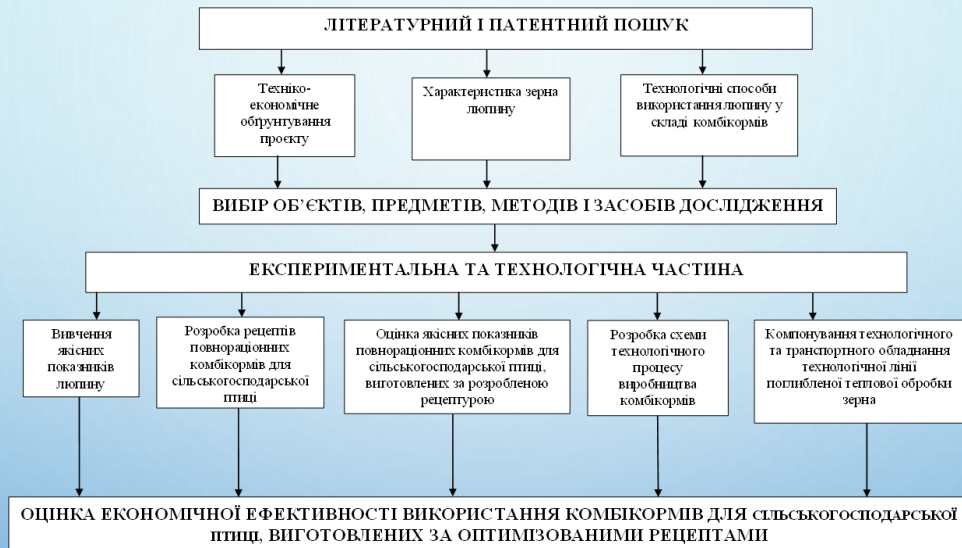 ЛІТЕРАТУРНИЙ І ПАТЕНТНИЙ ПОШУК
Техніко-
економічне
обґрунтування
проєкту
Характеристика зерна
люпину
Технологічні способи
використання люпину у
складі комбікормів
ВИБІР ОБ’ЄКТІВ, ПРЕДМЕТІВ, МЕТОДІВ І ЗАСОБІВ ДОСЛІДЖЕННЯ
ЕКСПЕРИМЕНТАЛЬНА ТА ТЕХНОЛОГІЧНА ЧАСТИНА
Вивчення
якісних
показників
люпину
Розробка рецептів
повнораціонних
комбікормів для
сільськогосподарської
птиці
Оцінка якісних показників
повнораціонних комбікормів для
сільськогосподарської птиці,
виготовлених за розробленою
рецептурою
Розробка схеми
технологічного
процесу
виробництва
комбікормів
Компонування технологічного
та транспортного обладнання
технологічної лінії
поглибленої теплової обробки
зерна
ОЦІНКА ЕКОНОМІЧНОЇ ЕФЕКТИВНОСТІ ВИКОРИСТАННЯ КОМБІКОРМІВ ДЛЯ СІЛЬСЬКОГОСПОДАРСЬКОЇ
ПТИЦІ, ВИГОТОВЛЕНИХ ЗА ОПТИМІЗОВАНИМИ РЕЦЕПТАМИ